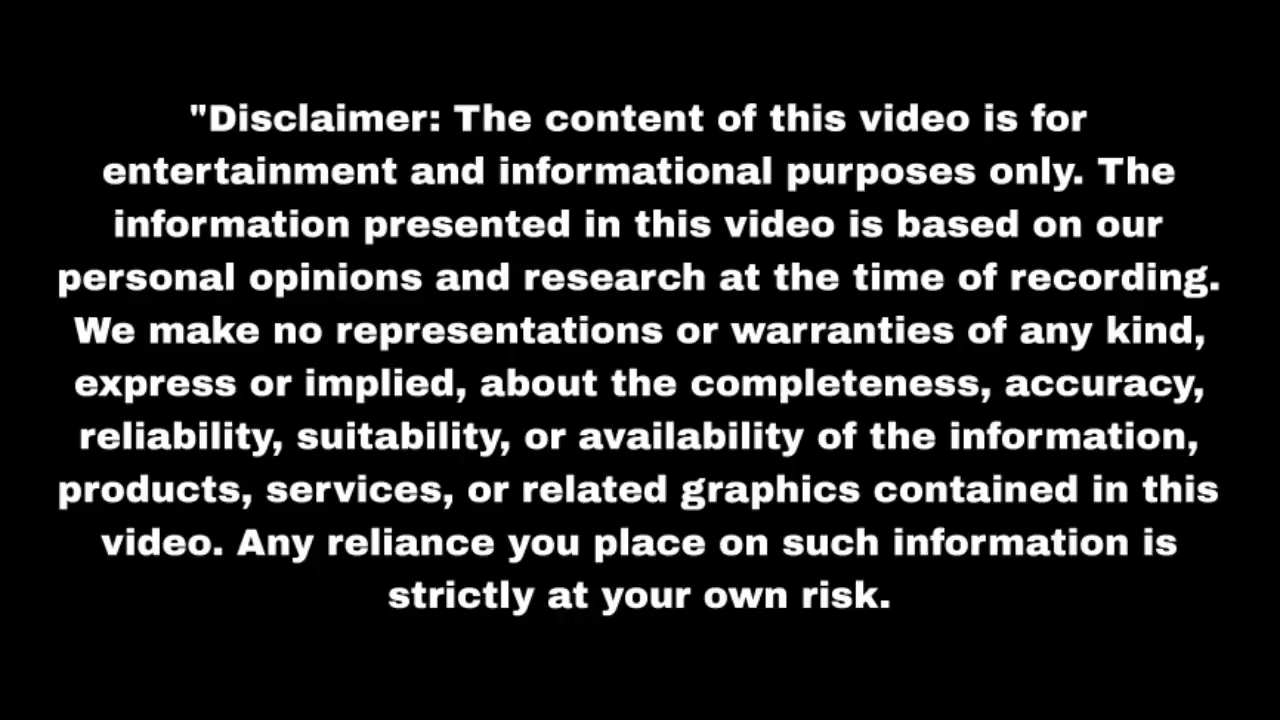 "Disclaimer: The content of this video is for
entertainment and informational purposes only. The
information presented in this video is based on our
personal opinions and research at the time of recording.
We make no representations or warranties of any kind,
express or implied, about the completeness, accuracy,
reliability, suitability, or availability of the information,
products, services, or related graphics contained in this
video. Any reliance you place on such information is
strictly at your own risk.